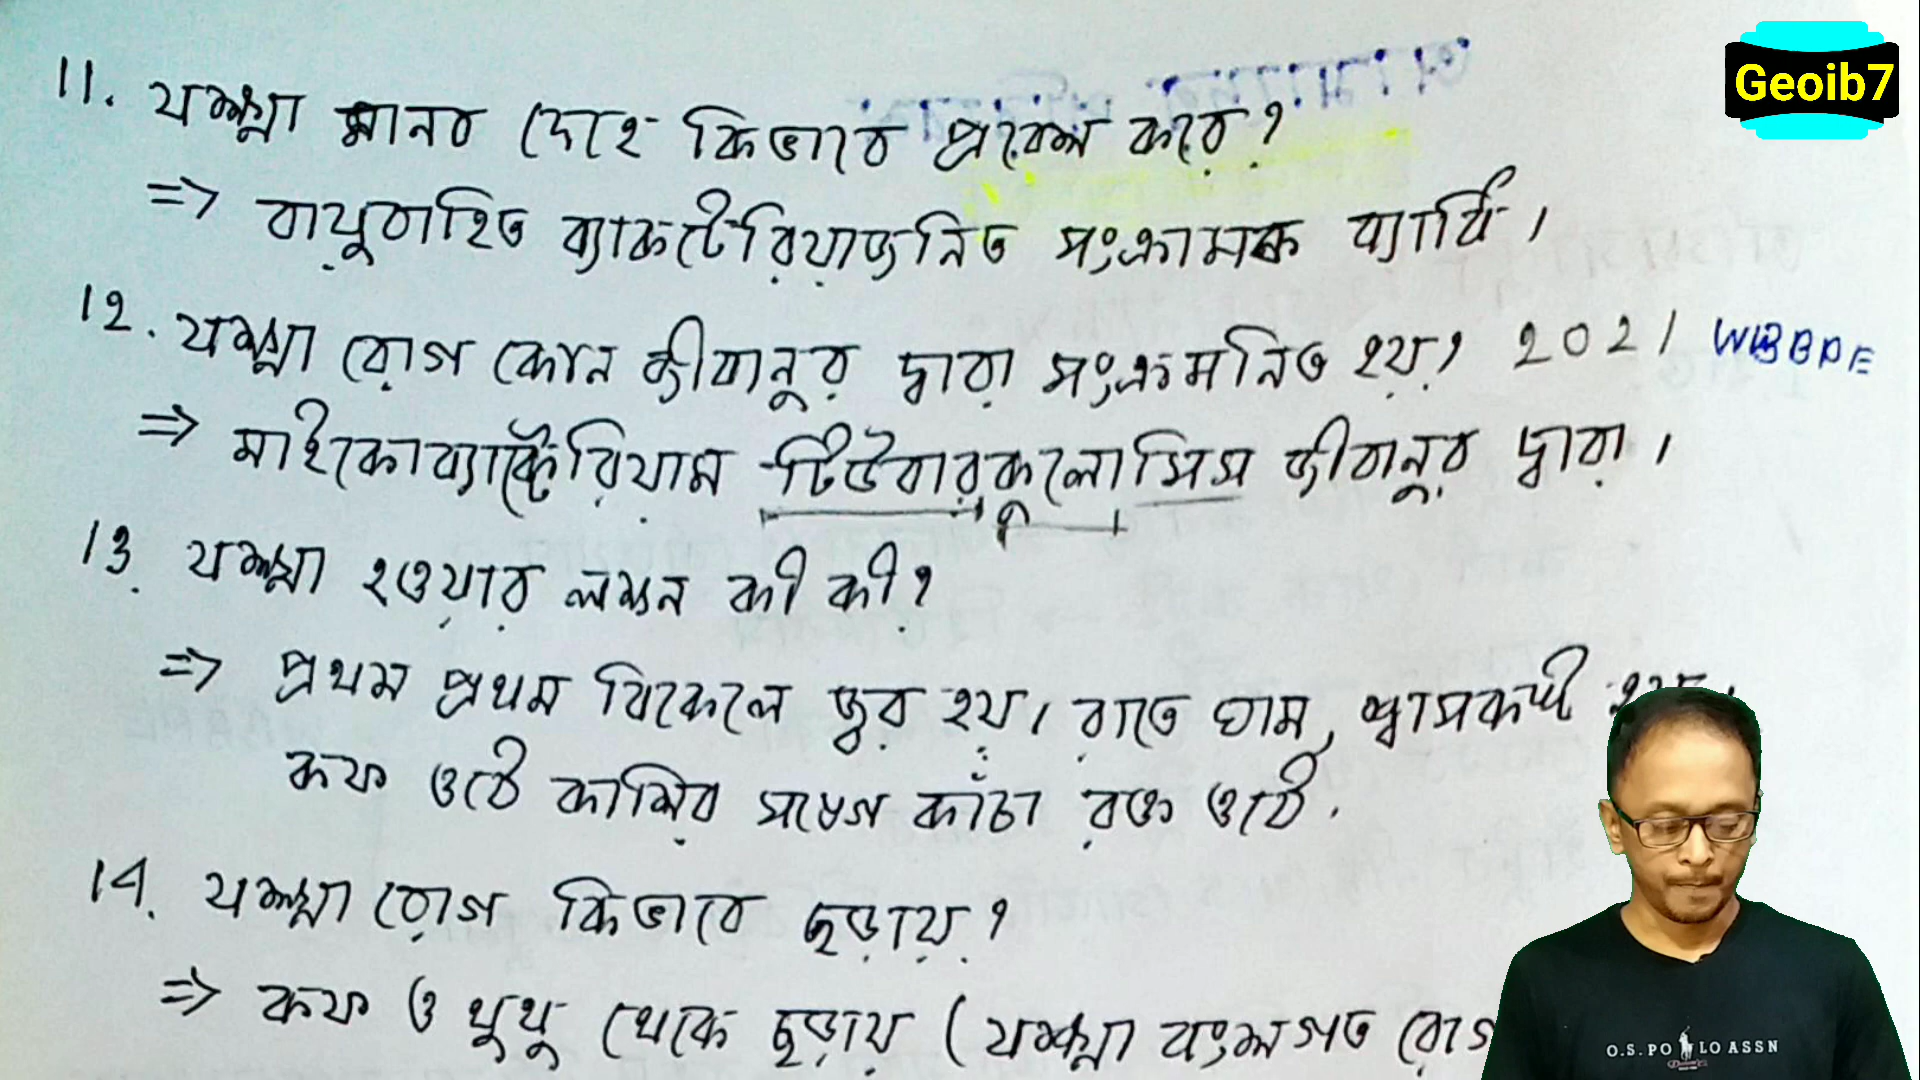 Geoib7
11. যক্ষ্মা মানব দেহে কিভাবে প্রবেশ করে?
=> বায়ুবাহিত ব্যাকটেরিয়াজনিত সংক্রামক ব্যাধি।
12. যক্ষ্মা রোগ কোন জীবানুর দ্বারা সংক্রমনিত হয়? 2021 WBBPE
=> মাইকোব্যাক্টেরিয়াম টিউবারকুলোসিস জীবানুর দ্বারা।
13. যক্ষ্মা হওয়ার লক্ষন কী কী?
=> প্রথম প্রথম বিকেলে জ্বর হয়। রাতে ঘাম, শ্বাসকষ্ট
কফ ওঠে কাশির সঙ্গে কাঁচা রক্ত ওঠে.
14. যক্ষ্মা রোগ কিভাবে ছড়ায়?
=> কফ ও থুথু থেকে ছড়ায় (যক্ষ্মা বংশগত রোগ
O.S. POLO ASSN